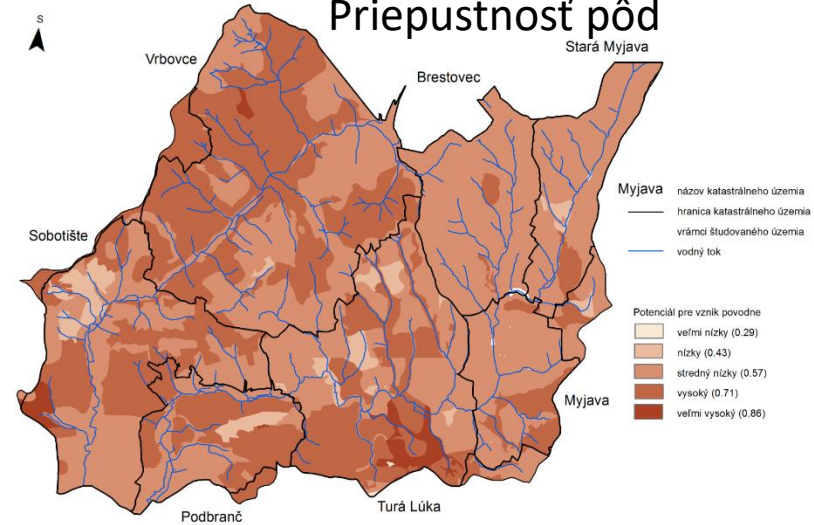 Priepustnosť pôd
S
Vrbovce
Brestovec
Stará Myjava
Sobotište
Myjava
Podbranč
Turá Lúka
Myjava názov katastrálneho územia
hranica katastrálneho územia
vrámci študovaného územia
vodný tok
Potenciál pre vznik povodne
veľmi nízky (0.29)
nízky (0.43)
stredný nízky (0.57)
vysoký (0.71)
veľmi vysoký (0.86)